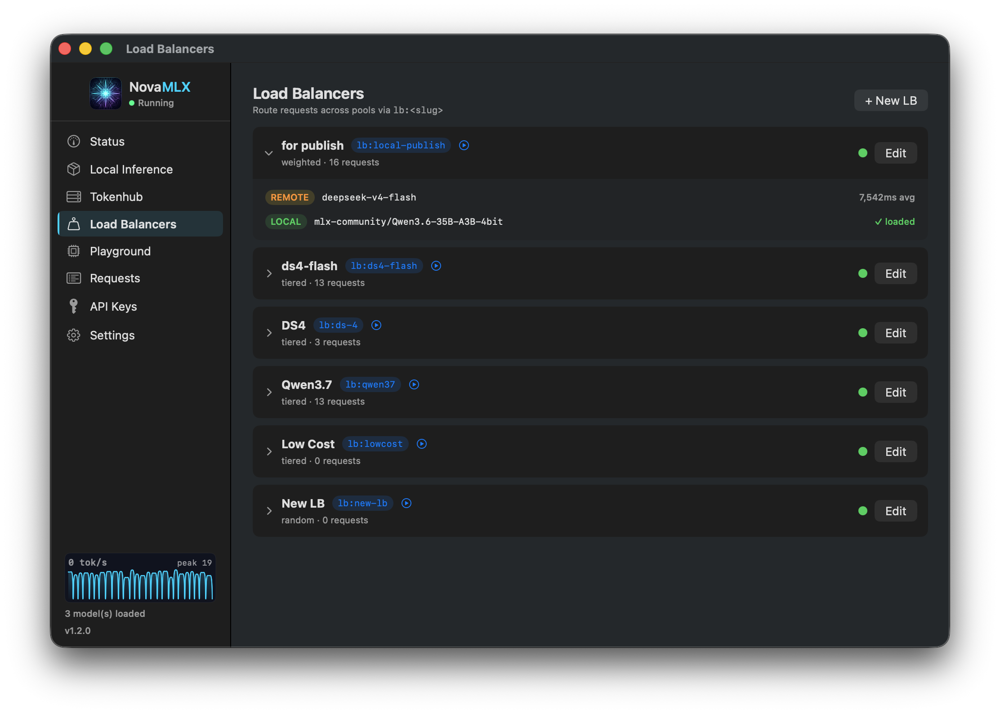 Load Balancers
NovaMLX
Running
Status
Local Inference
Tokenhub
Load Balancers
Playground
Requests
API Keys
Settings
0 tok/s peak 19
3 model(s) loaded
v1.2.0
Load Balancers
Route requests across pools via lb:<slug>
+ New LB
for publish lb:local-publish
weighted · 16 requests
Edit
REMOTE deepseek-v4-flash 7,542ms avg
LOCAL mlx-community/Qwen3.6-35B-A3B-4bit ✓ loaded
ds4-flash lb:ds4-flash
tiered · 13 requests
Edit
DS4 lb:ds-4
tiered · 3 requests
Edit
Qwen3.7 lb:qwen37
tiered · 13 requests
Edit
Low Cost lb:lowcost
tiered · 0 requests
Edit
New LB lb:new-lb
random · 0 requests
Edit